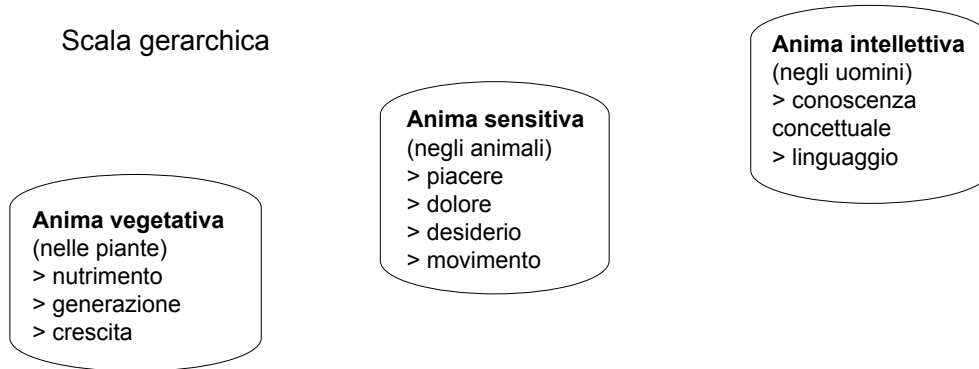 Scala gerarchica
Anima vegetativa
(nelle piante)
> nutrimento
> generazione
> crescita
Anima sensitiva
(negli animali)
> piacere
> dolore
> desiderio
> movimento
Anima intellettiva
(negli uomini)
> conoscenza
concettuale
> linguaggio